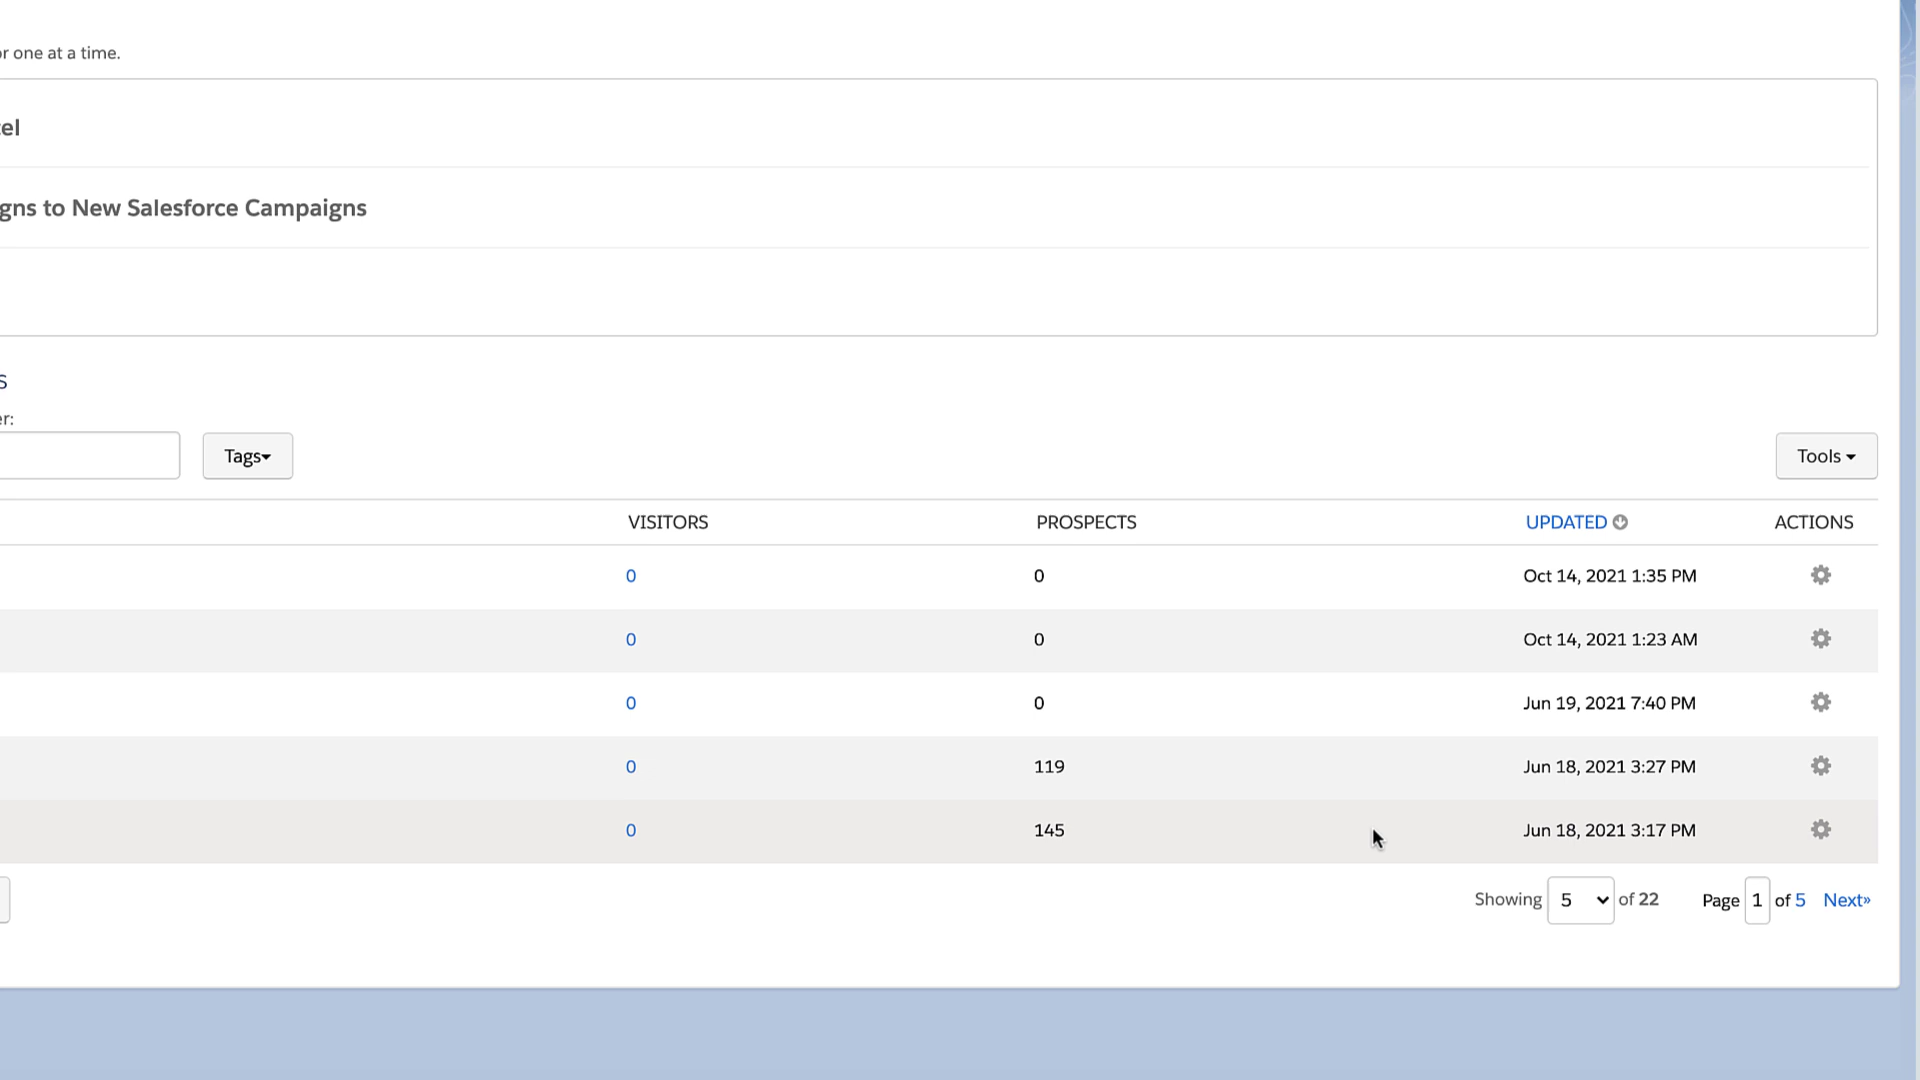 or one at a time.
gns to New Salesforce Campaigns
Tags
Tools
VISITORS PROSPECTS UPDATED ACTIONS
0 0 Oct 14, 2021 1:35 PM
0 0 Oct 14, 2021 1:23 AM
0 0 Jun 19, 2021 7:40 PM
0 119 Jun 18, 2021 3:27 PM
0 145 Jun 18, 2021 3:17 PM
Showing 5 of 22 Page 1 of 5 Next»